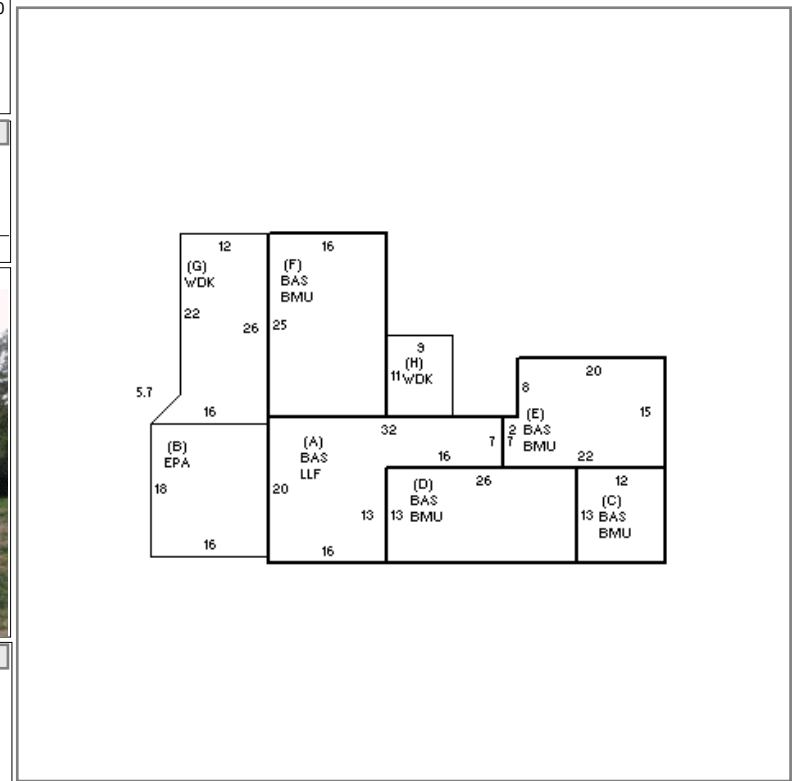 0
12
(G)
WDK
22
26
5.7
16
16
(F)
BAS
BMU
25
9
(H)
11 WDK
20
8
15
2
(E)
7
BAS
BMU
22
32
(A)
BAS
LLF
7
16
20
13
16
(B)
EPA
18
16
26
(D)
BAS
13 BMU
12
(C)
13 BAS
BMU